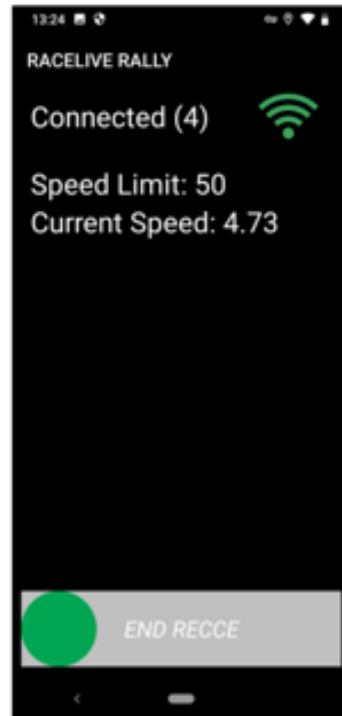 13:24
RACELIVE RALLY
Connected (4)
Speed Limit: 50
Current Speed: 4.73
END RECCE